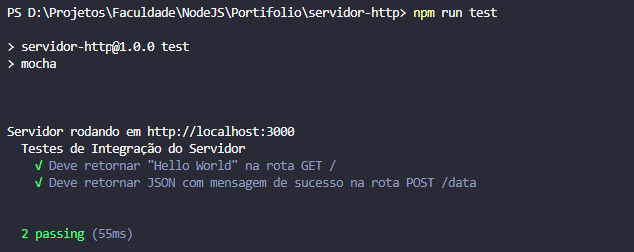 PS D:\Projetos\Faculdade\NodeJS\Portifolio\servidor-http> npm run test
> servidor-http@1.0.0 test
> mocha
Servidor rodando em http://localhost:3000
Testes de Integração do Servidor
√ Deve retornar "Hello World" na rota GET /
√ Deve retornar JSON com mensagem de sucesso na rota POST /data
2 passing (55ms)